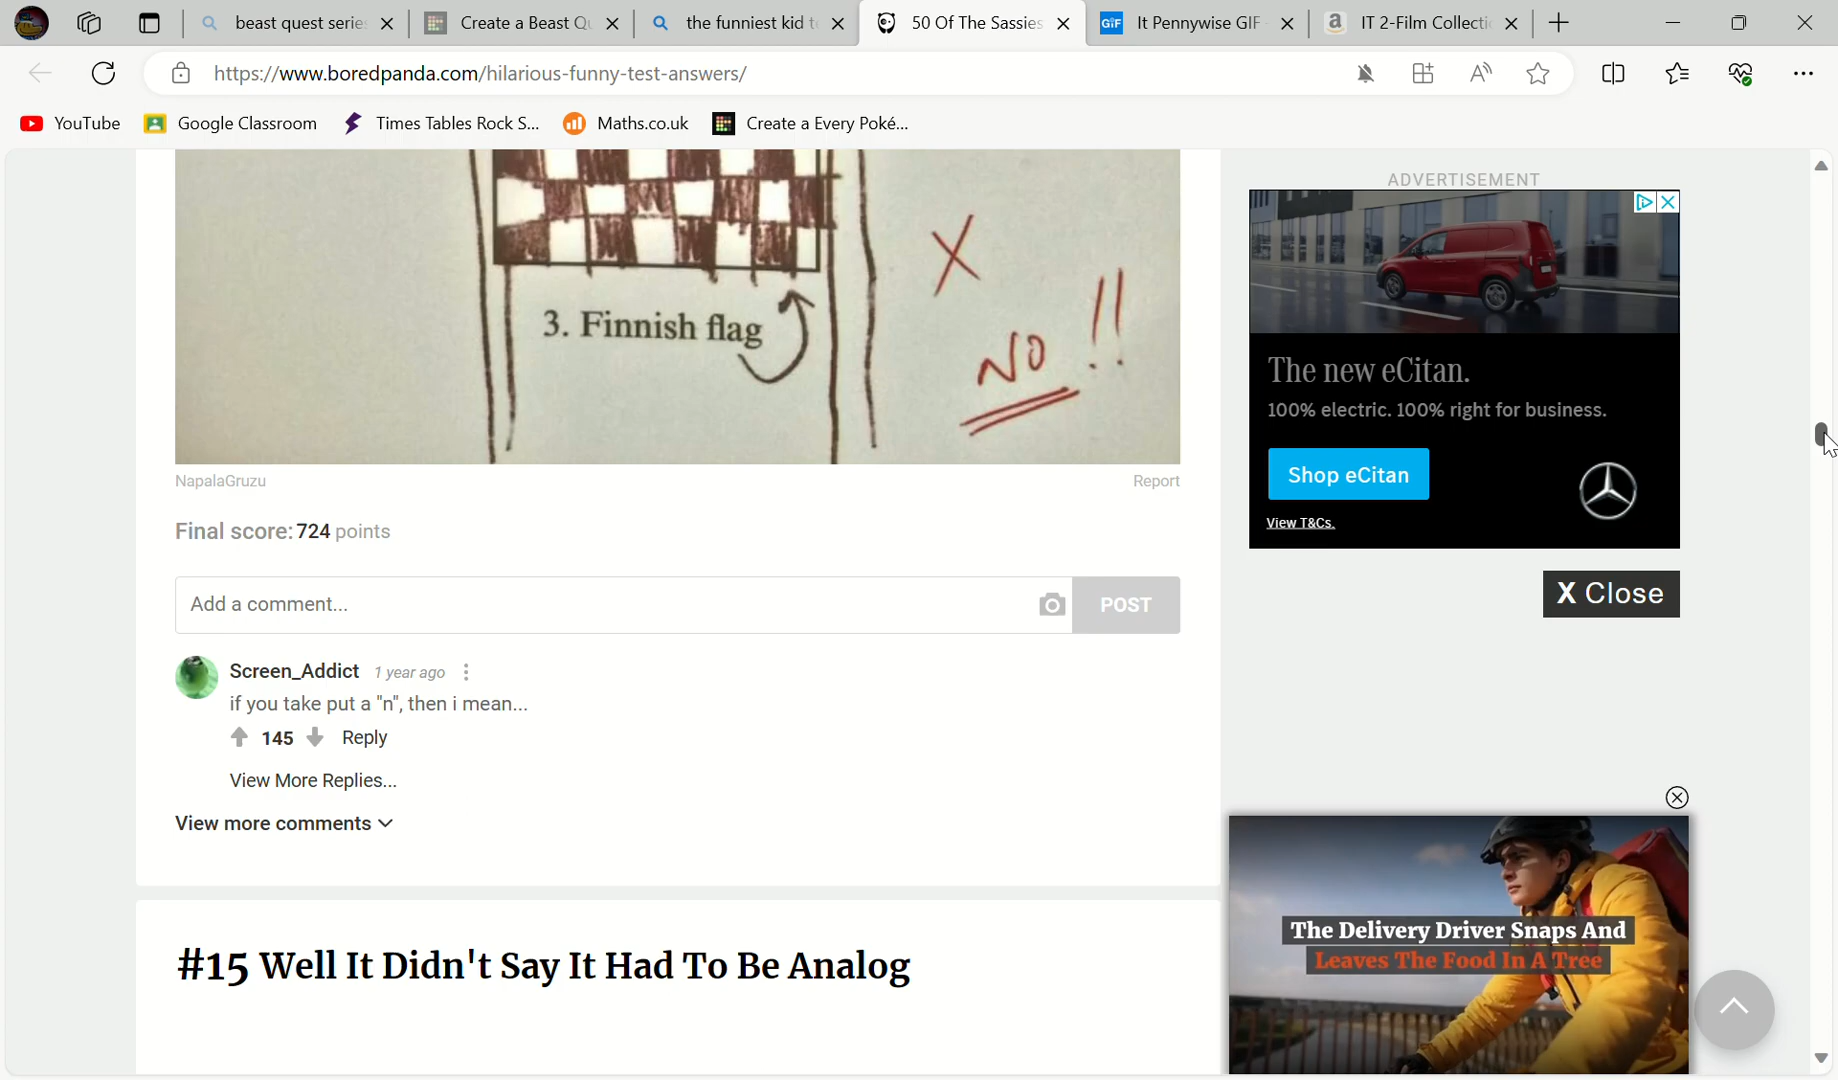 beast quest serie
Create a Beast Qu
the funniest kid t
50 Of The Sassies
GIF It Pennywise GIF
a IT 2-Film Collecti
https://www.boredpanda.com/hilarious-funny-test-answers/
YouTube
Google Classroom
Times Tables Rock S...
Maths.co.uk
Create a Every Poké...
3. Finnish flag
X
NO!!
NapalaGruzu
Report
Final score: 724 points
Add a comment...
POST
Screen_Addict 1 year ago
if you take put a "n", then i mean...
145 Reply
View More Replies...
View more comments
#15 Well It Didn't Say It Had To Be Analog
ADVERTISEMENT
The new eCitan.
100% electric. 100% right for business.
Shop eCitan
View T&Cs.
X Close
The Delivery Driver Snaps And
Leaves The Food In A Tree